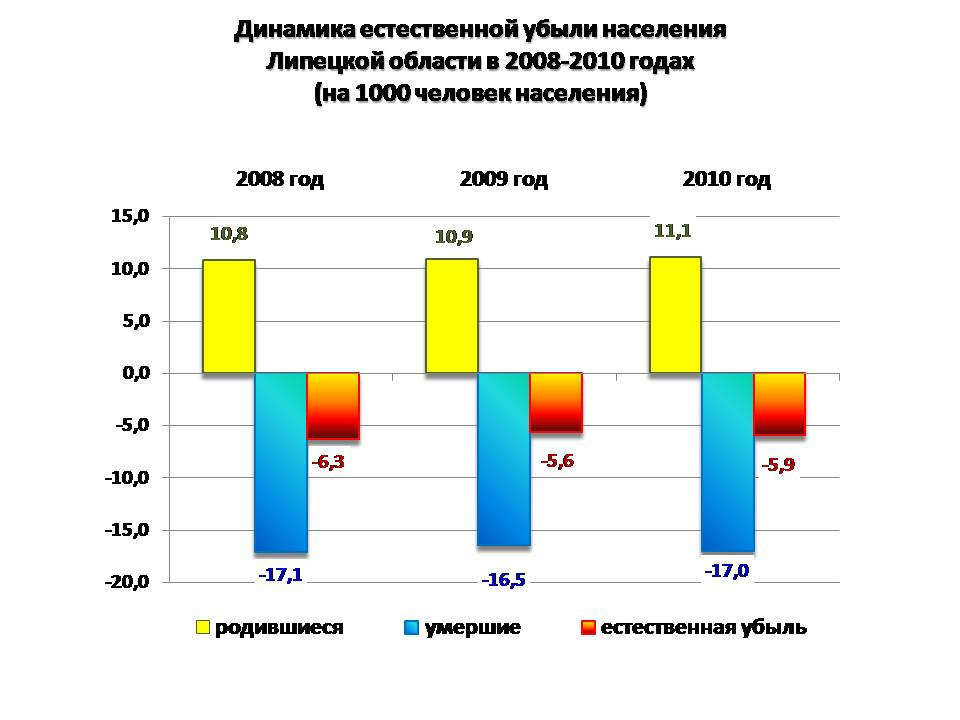 Динамика естественной убыли населения
Липецкой области в 2008-2010 годах
(на 1000 человек населения)
2008 год 2009 год 2010 год
15,0
10,8 10,9 11,1
10,0
5,0
0,0
-5,0
-6,3 -5,6 -5,9
-10,0
-15,0
-17,1 -16,5 -17,0
-20,0
родившиеся умершие естественная убыль